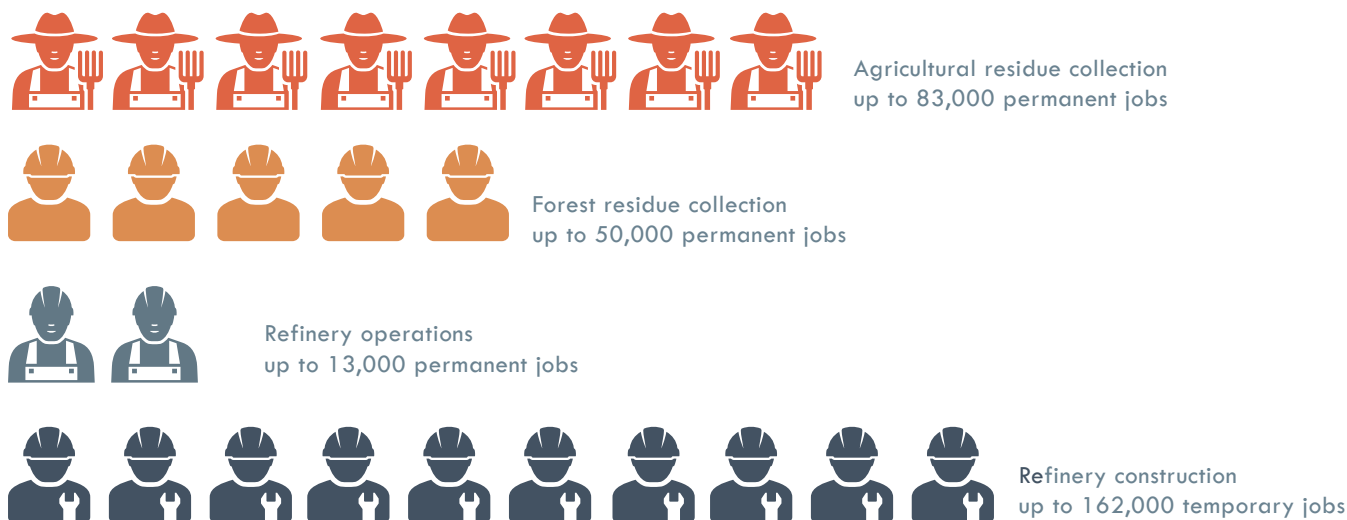 Agricultural residue collection
up to 83,000 permanent jobs
Forest residue collection
up to 50,000 permanent jobs
Refinery operations
up to 13,000 permanent jobs
Refinery construction
up to 162,000 temporary jobs